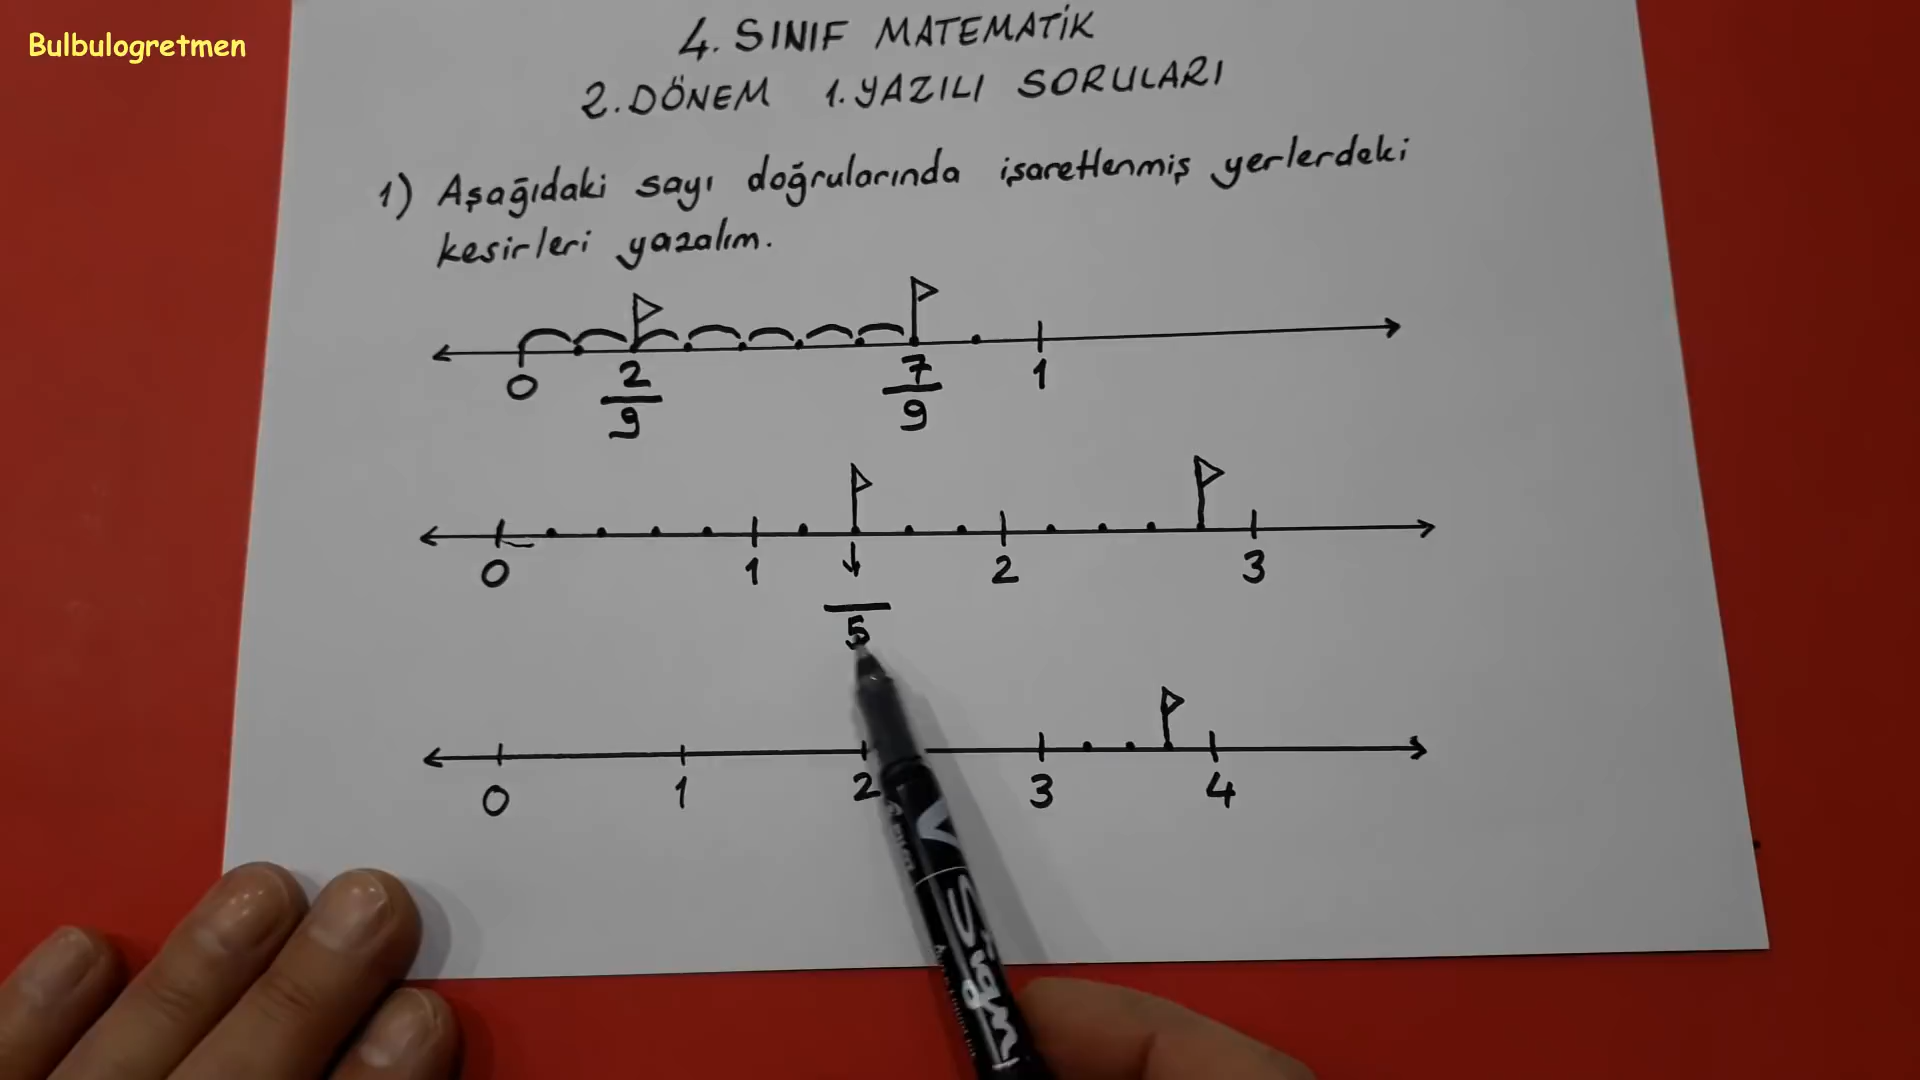 Bulbulogretmen
4. SINIF MATEMATİK
2. DÖNEM 1. YAZILI SORULARI
1) Aşağıdaki sayı doğrularında işaretlenmiş yerlerdeki
kesirleri yazalım.
0 2/9 7/9 1
0 1 2 3
5
0 1 2 3 4
V Sign